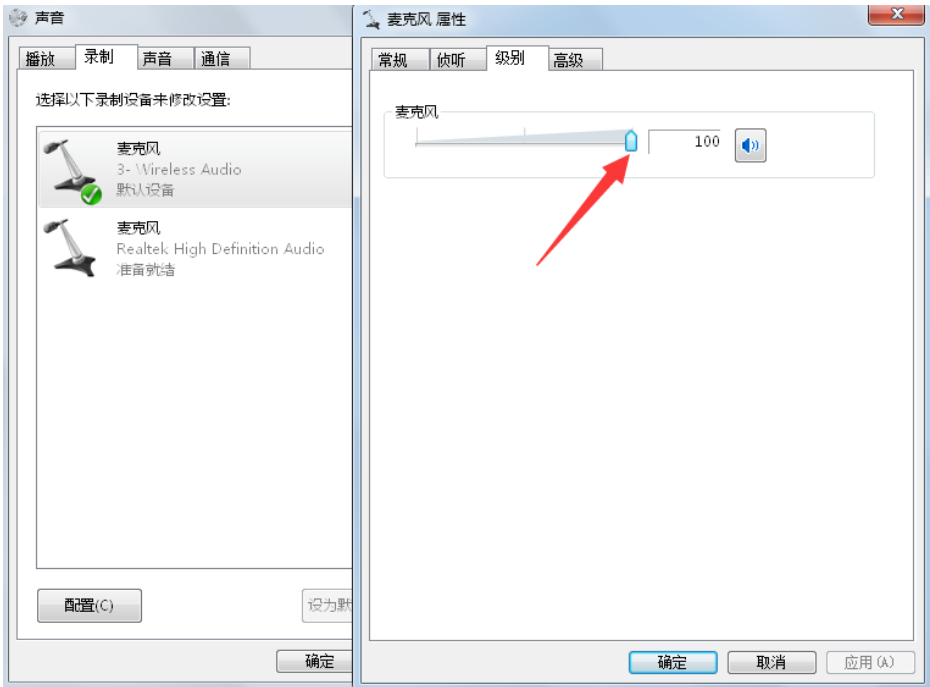 声音
播放 录制 声音 通信
选择以下录制设备来修改设置:
麦克风
3- Wireless Audio
默认设备
麦克风
Realtek High Definition Audio
准备就绪
配置(C)
设为默
确定
麦克风 属性
常规 侦听 级别 高级
麦克风
100
确定 取消 应用(A)